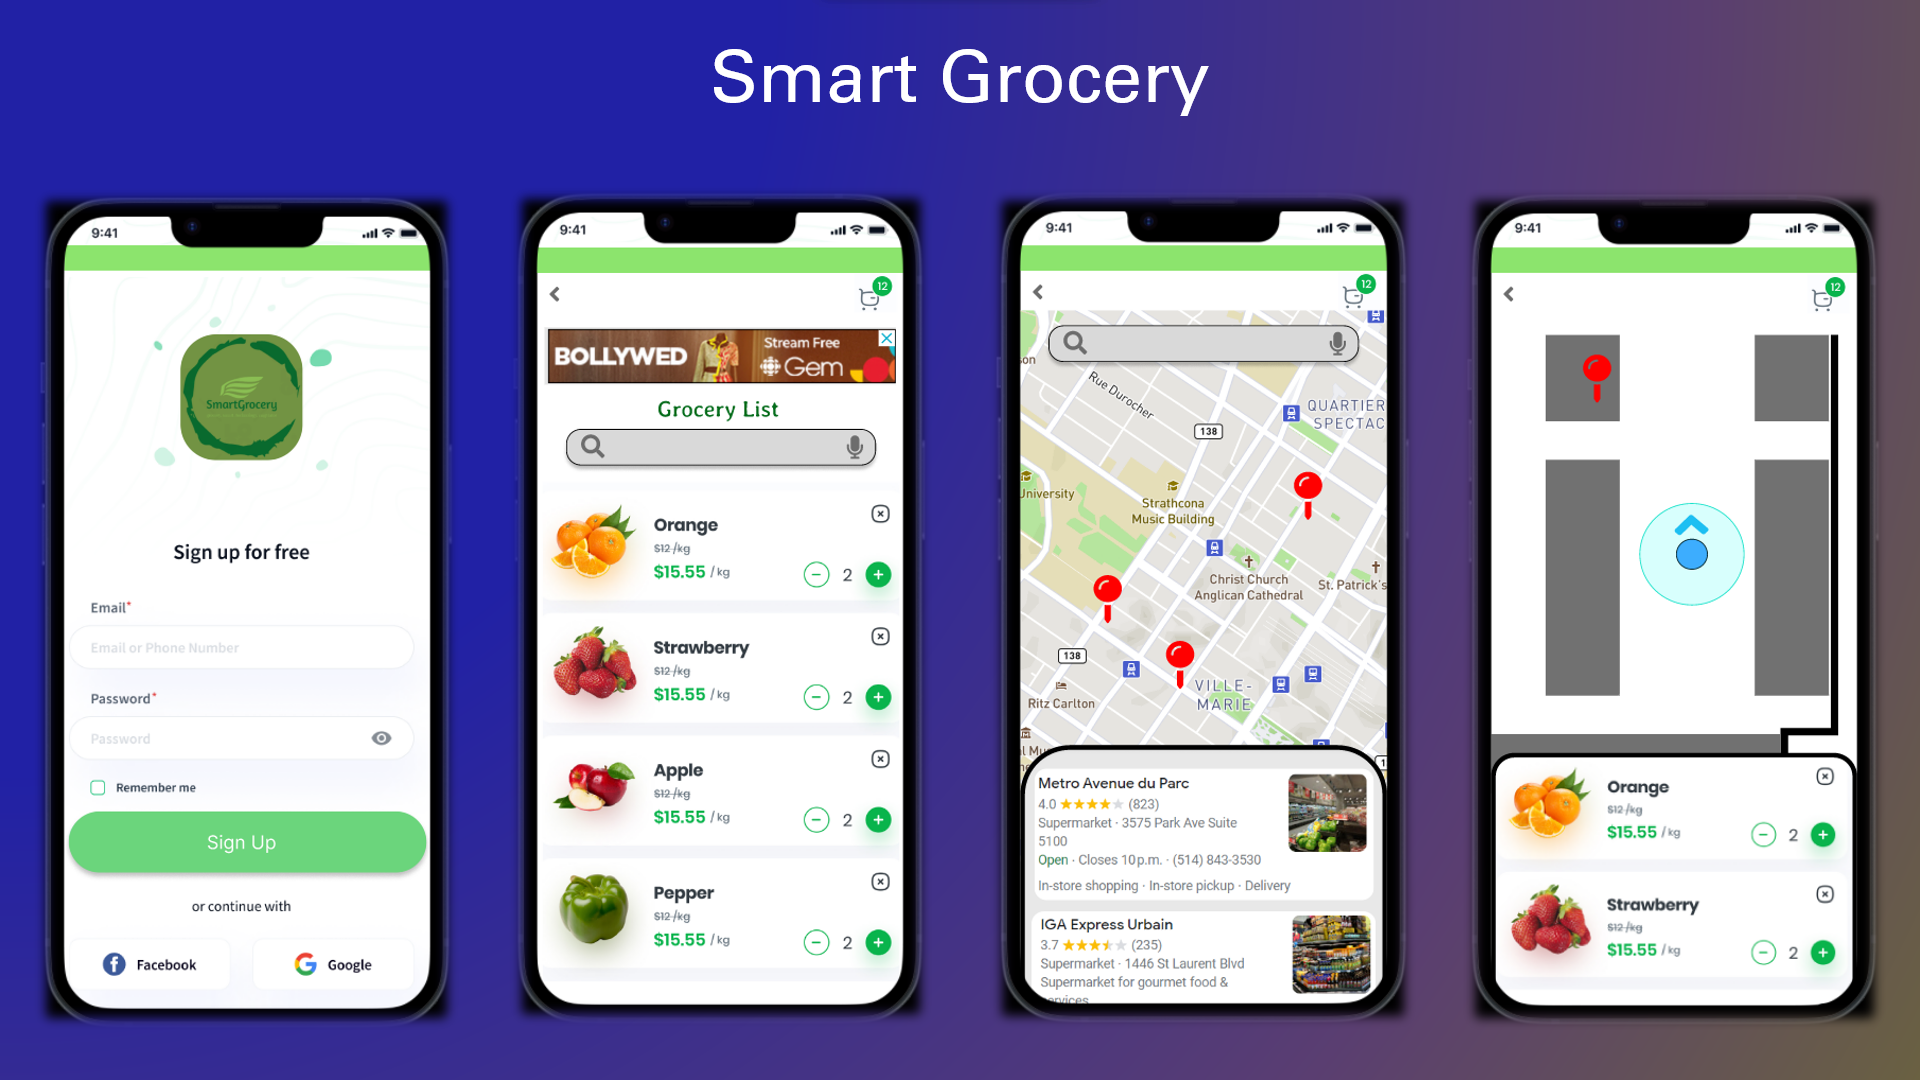 Smart Grocery
9:41
SmartGrocery
Sign up for free
Email*
Email or Phone Number
Password*
Password
Remember me
Sign Up
or continue with
Facebook
Google
9:41
12
BOLLYWED
Stream Free
Gem
Grocery List
Orange
$12 /kg
$15.55 / kg
2
Strawberry
$12 /kg
$15.55 / kg
2
Apple
$12 /kg
$15.55 / kg
2
Pepper
$12 /kg
$15.55 / kg
2
9:41
12
on
Rue Durocher
QUARTIER
SPECTAC
138
University
Strathcona
Music Building
Christ Church
Anglican Cathedral
St. Patrick's
138
VILLE-
MARIE
Ritz Carlton
Metro Avenue du Parc
4.0 (823)
Supermarket · 3575 Park Ave Suite
5100
Open · Closes 10 p.m. · (514) 843-3530
In-store shopping · In-store pickup · Delivery
IGA Express Urbain
3.7 (235)
Supermarket · 1446 St Laurent Blvd
Supermarket for gourmet food &
services
9:41
12
Orange
$12 /kg
$15.55 / kg
2
Strawberry
$12 /kg
$15.55 / kg
2